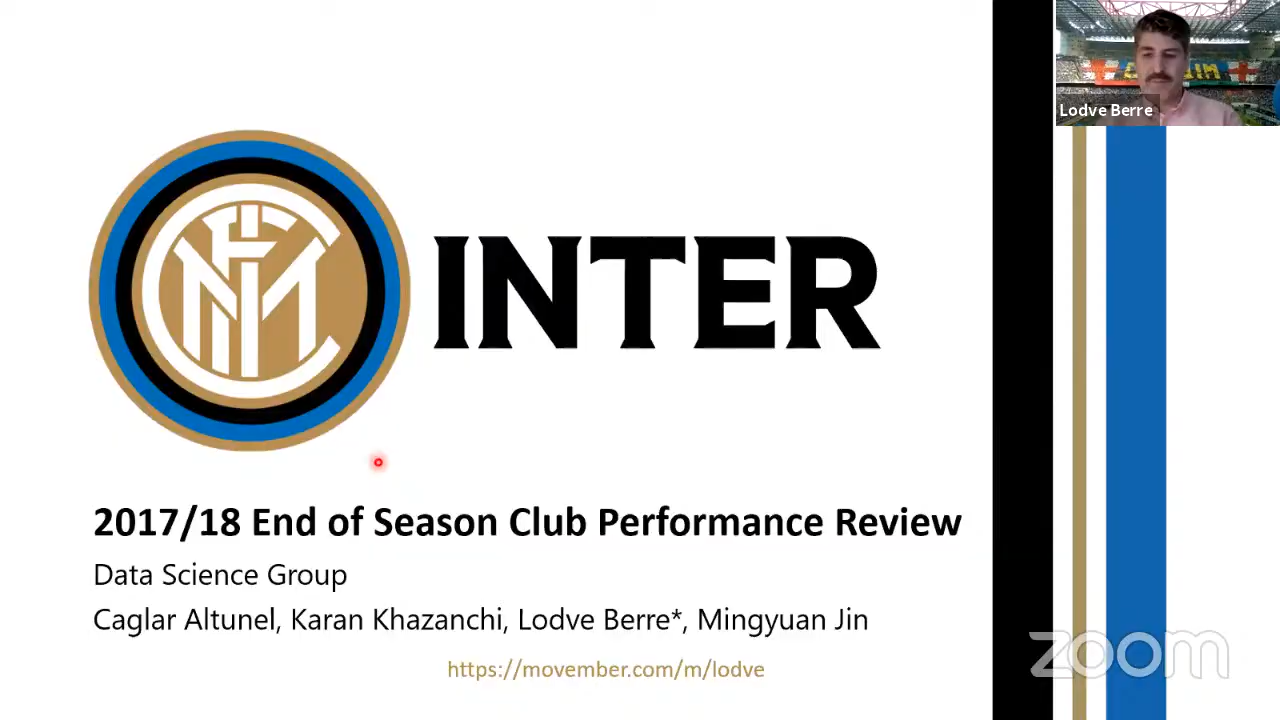 Lodve Berre
INTER
2017/18 End of Season Club Performance Review
Data Science Group
Caglar Altunel, Karan Khazanchi, Lodve Berre*, Mingyuan Jin
https://movember.com/m/lodve
zoom